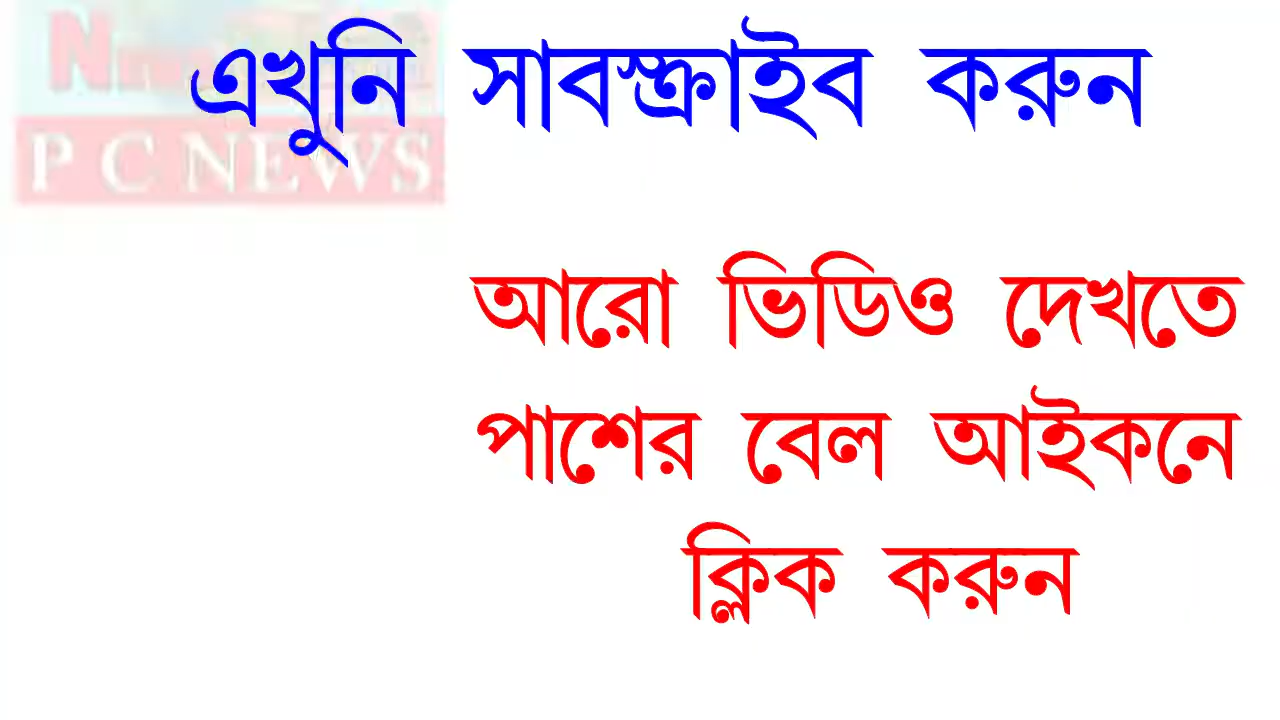 এখুনি সাবস্ক্রাইব করুন
P C NEWS
আরো ভিডিও দেখতে
পাশের বেল আইকনে
ক্লিক করুন